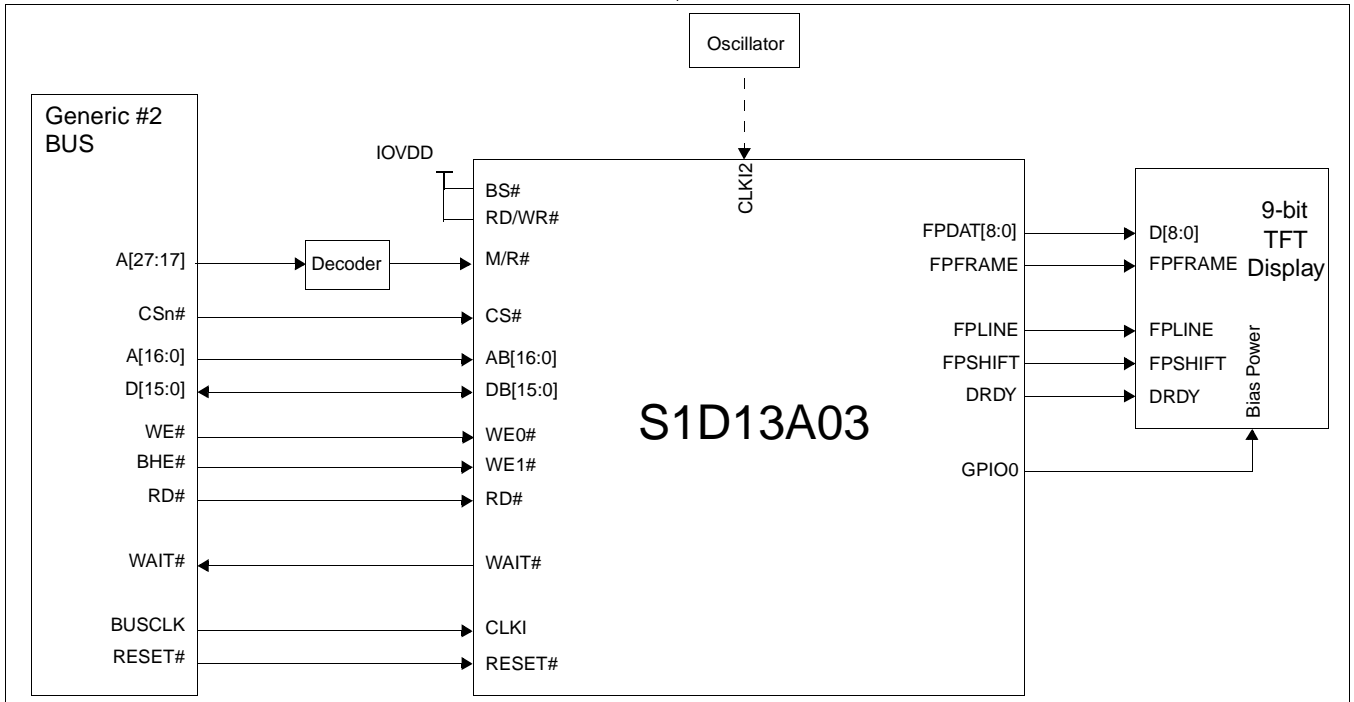 Oscillator
Generic #2
BUS
IOVDD
BS#
RD/WR#
CLKI2
A[27:17]
Decoder
M/R#
CSn#
CS#
A[16:0]
AB[16:0]
D[15:0]
DB[15:0]
WE#
WE0#
BHE#
WE1#
RD#
RD#
WAIT#
WAIT#
BUSCLK
CLKI
RESET#
RESET#
S1D13A03
FPDAT[8:0]
FPFRAME
FPLINE
FPSHIFT
DRDY
GPIO0
D[8:0]
FPFRAME
FPLINE
FPSHIFT
DRDY
9-bit
TFT
Display
Bias Power